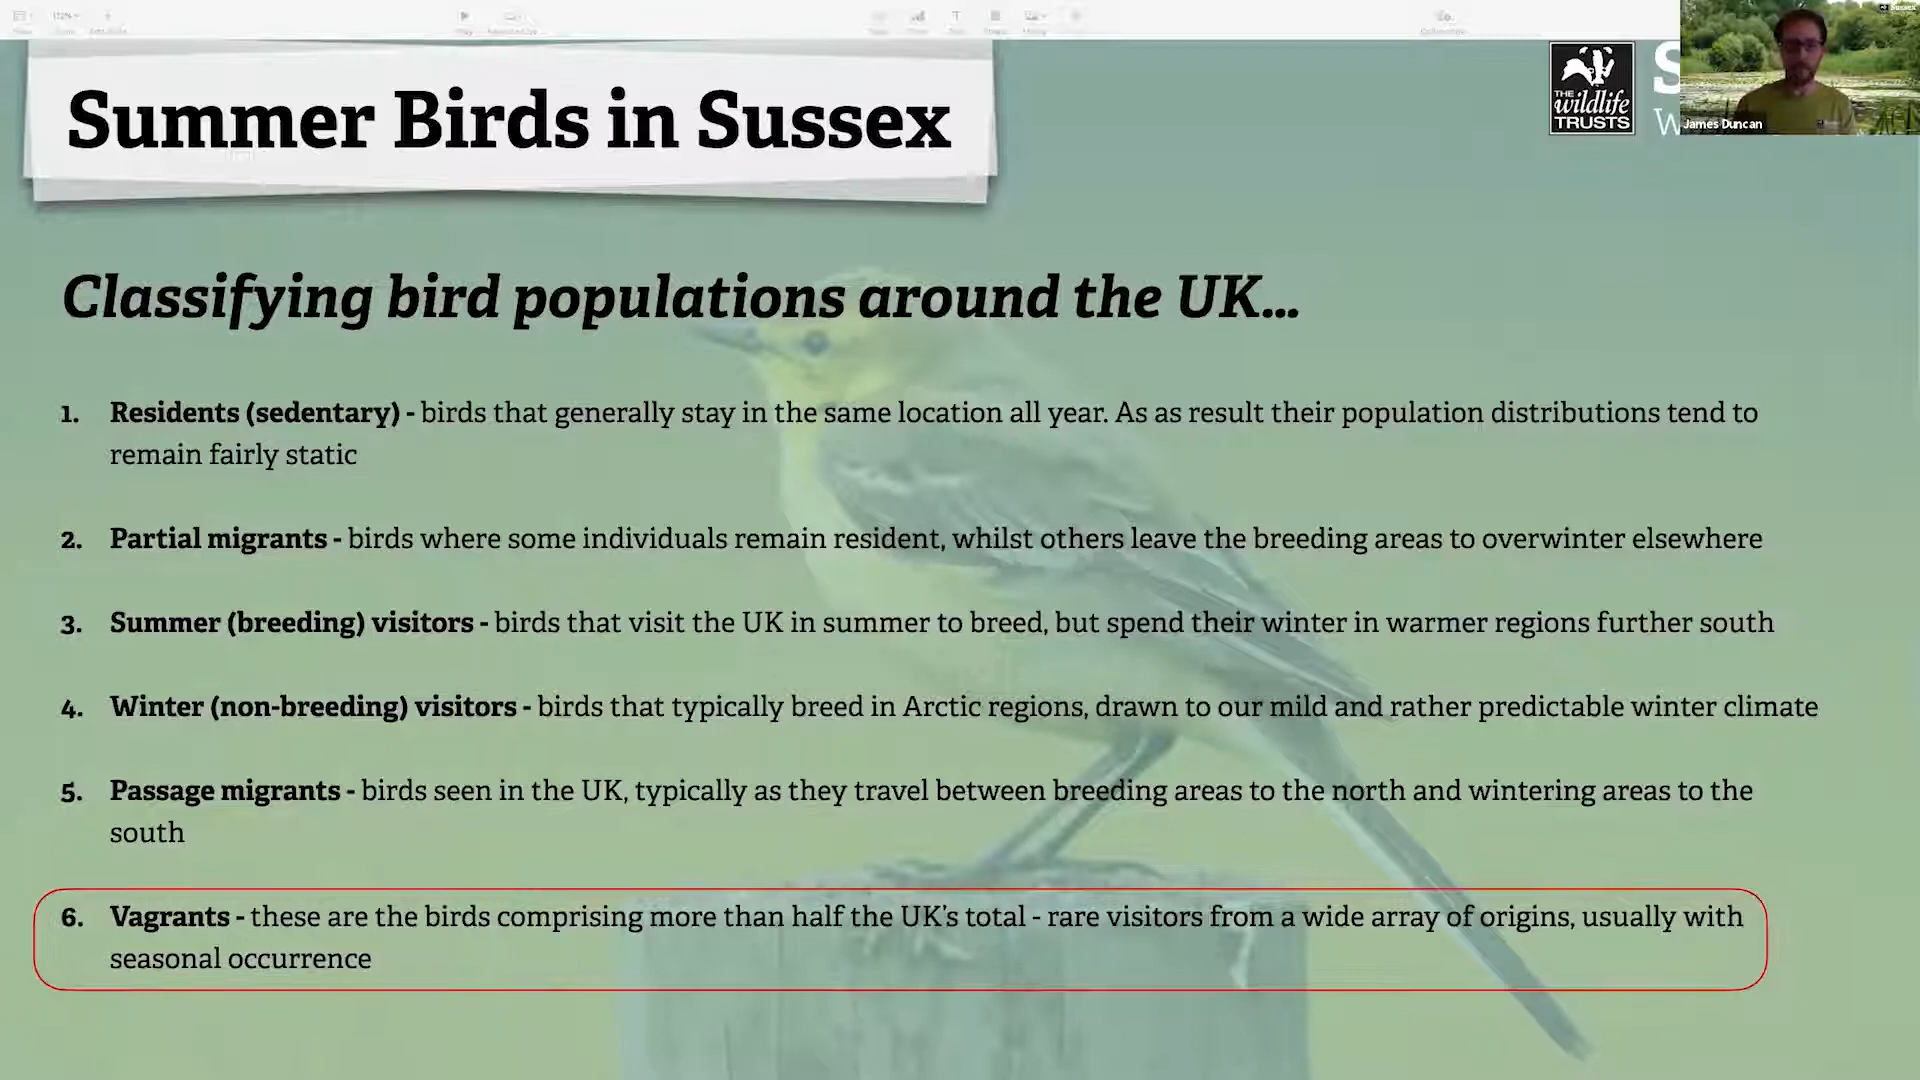 Summer Birds in Sussex
THE
wildlife
TRUSTS
S
W
Sussex
James Duncan
Classifying bird populations around the UK...
1. Residents (sedentary) - birds that generally stay in the same location all year. As as result their population distributions tend to
remain fairly static
2. Partial migrants - birds where some individuals remain resident, whilst others leave the breeding areas to overwinter elsewhere
3. Summer (breeding) visitors - birds that visit the UK in summer to breed, but spend their winter in warmer regions further south
4. Winter (non-breeding) visitors - birds that typically breed in Arctic regions, drawn to our mild and rather predictable winter climate
5. Passage migrants - birds seen in the UK, typically as they travel between breeding areas to the north and wintering areas to the
south
6. Vagrants - these are the birds comprising more than half the UK's total - rare visitors from a wide array of origins, usually with
seasonal occurrence